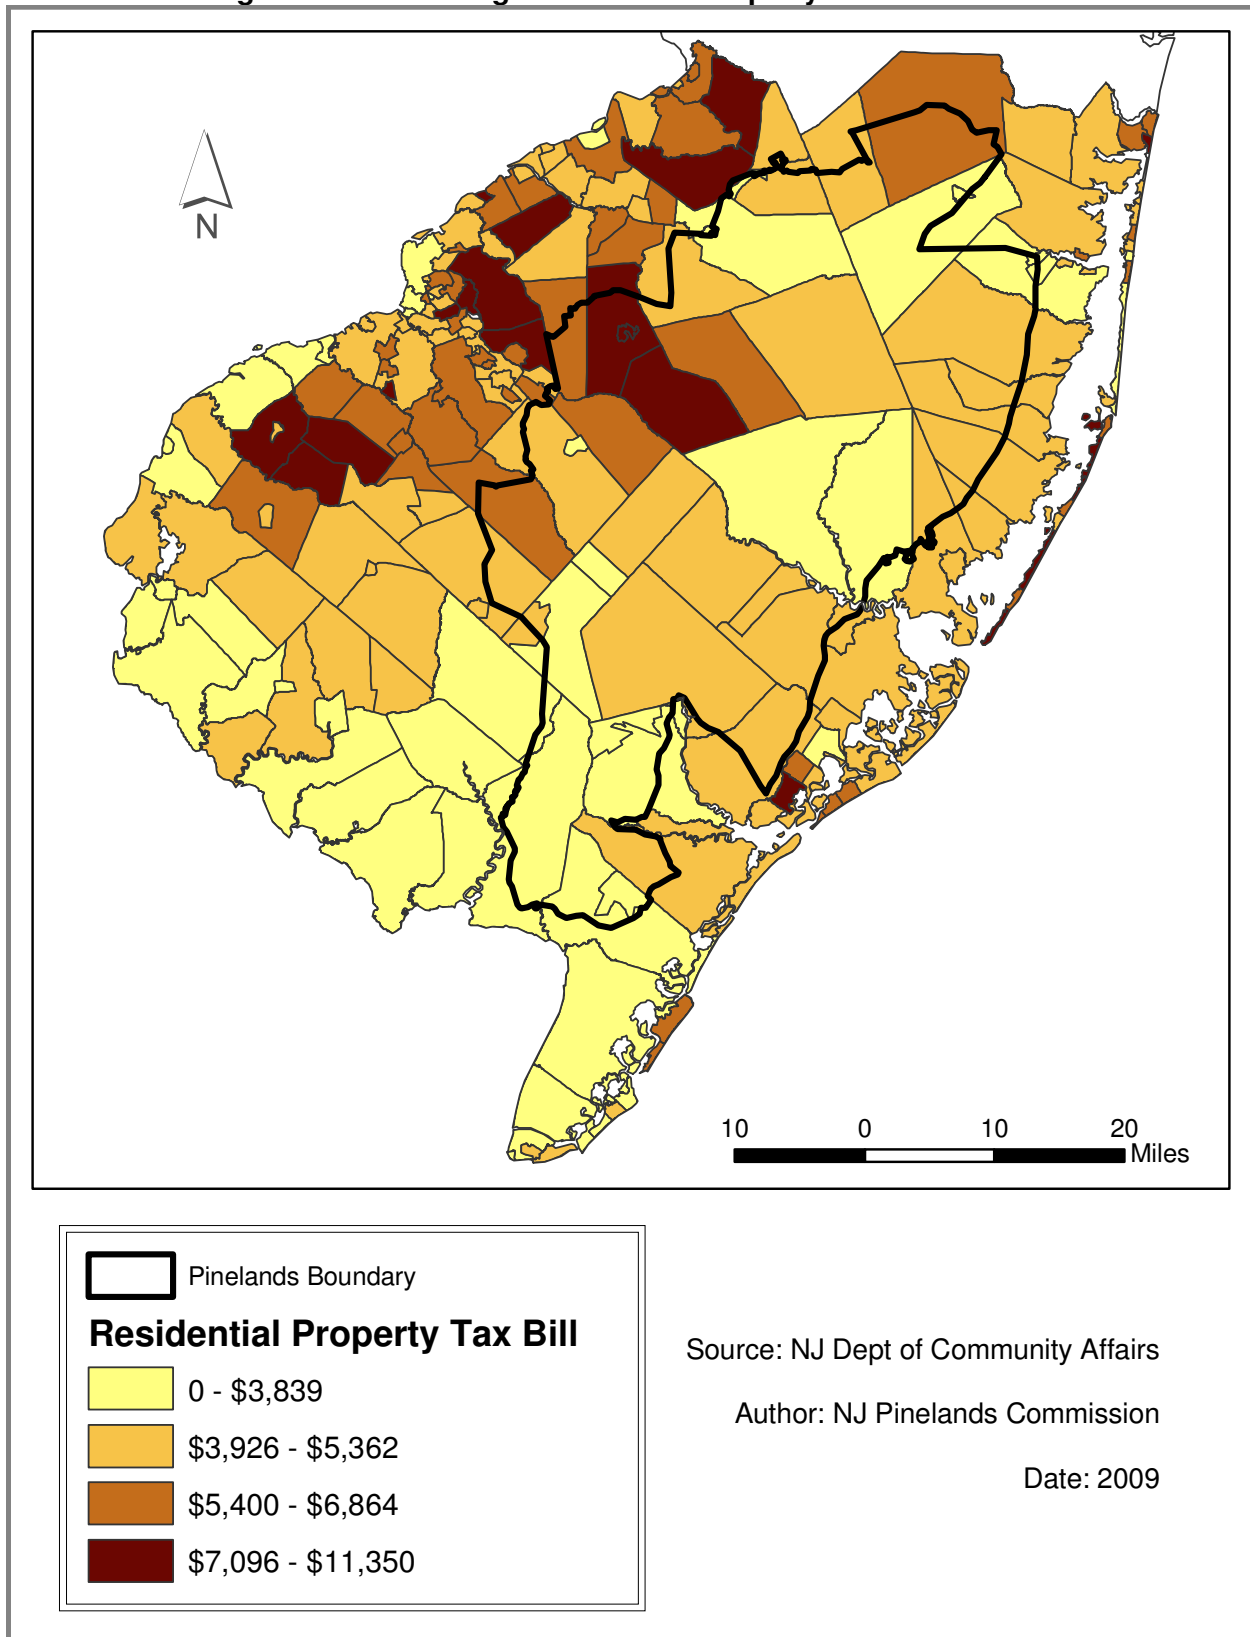 N
10 0 10 20
Miles
Pinelands Boundary
Residential Property Tax Bill
0 - $3,839
$3,926 - $5,362
$5,400 - $6,864
$7,096 - $11,350
Source: NJ Dept of Community Affairs
Author: NJ Pinelands Commission
Date: 2009